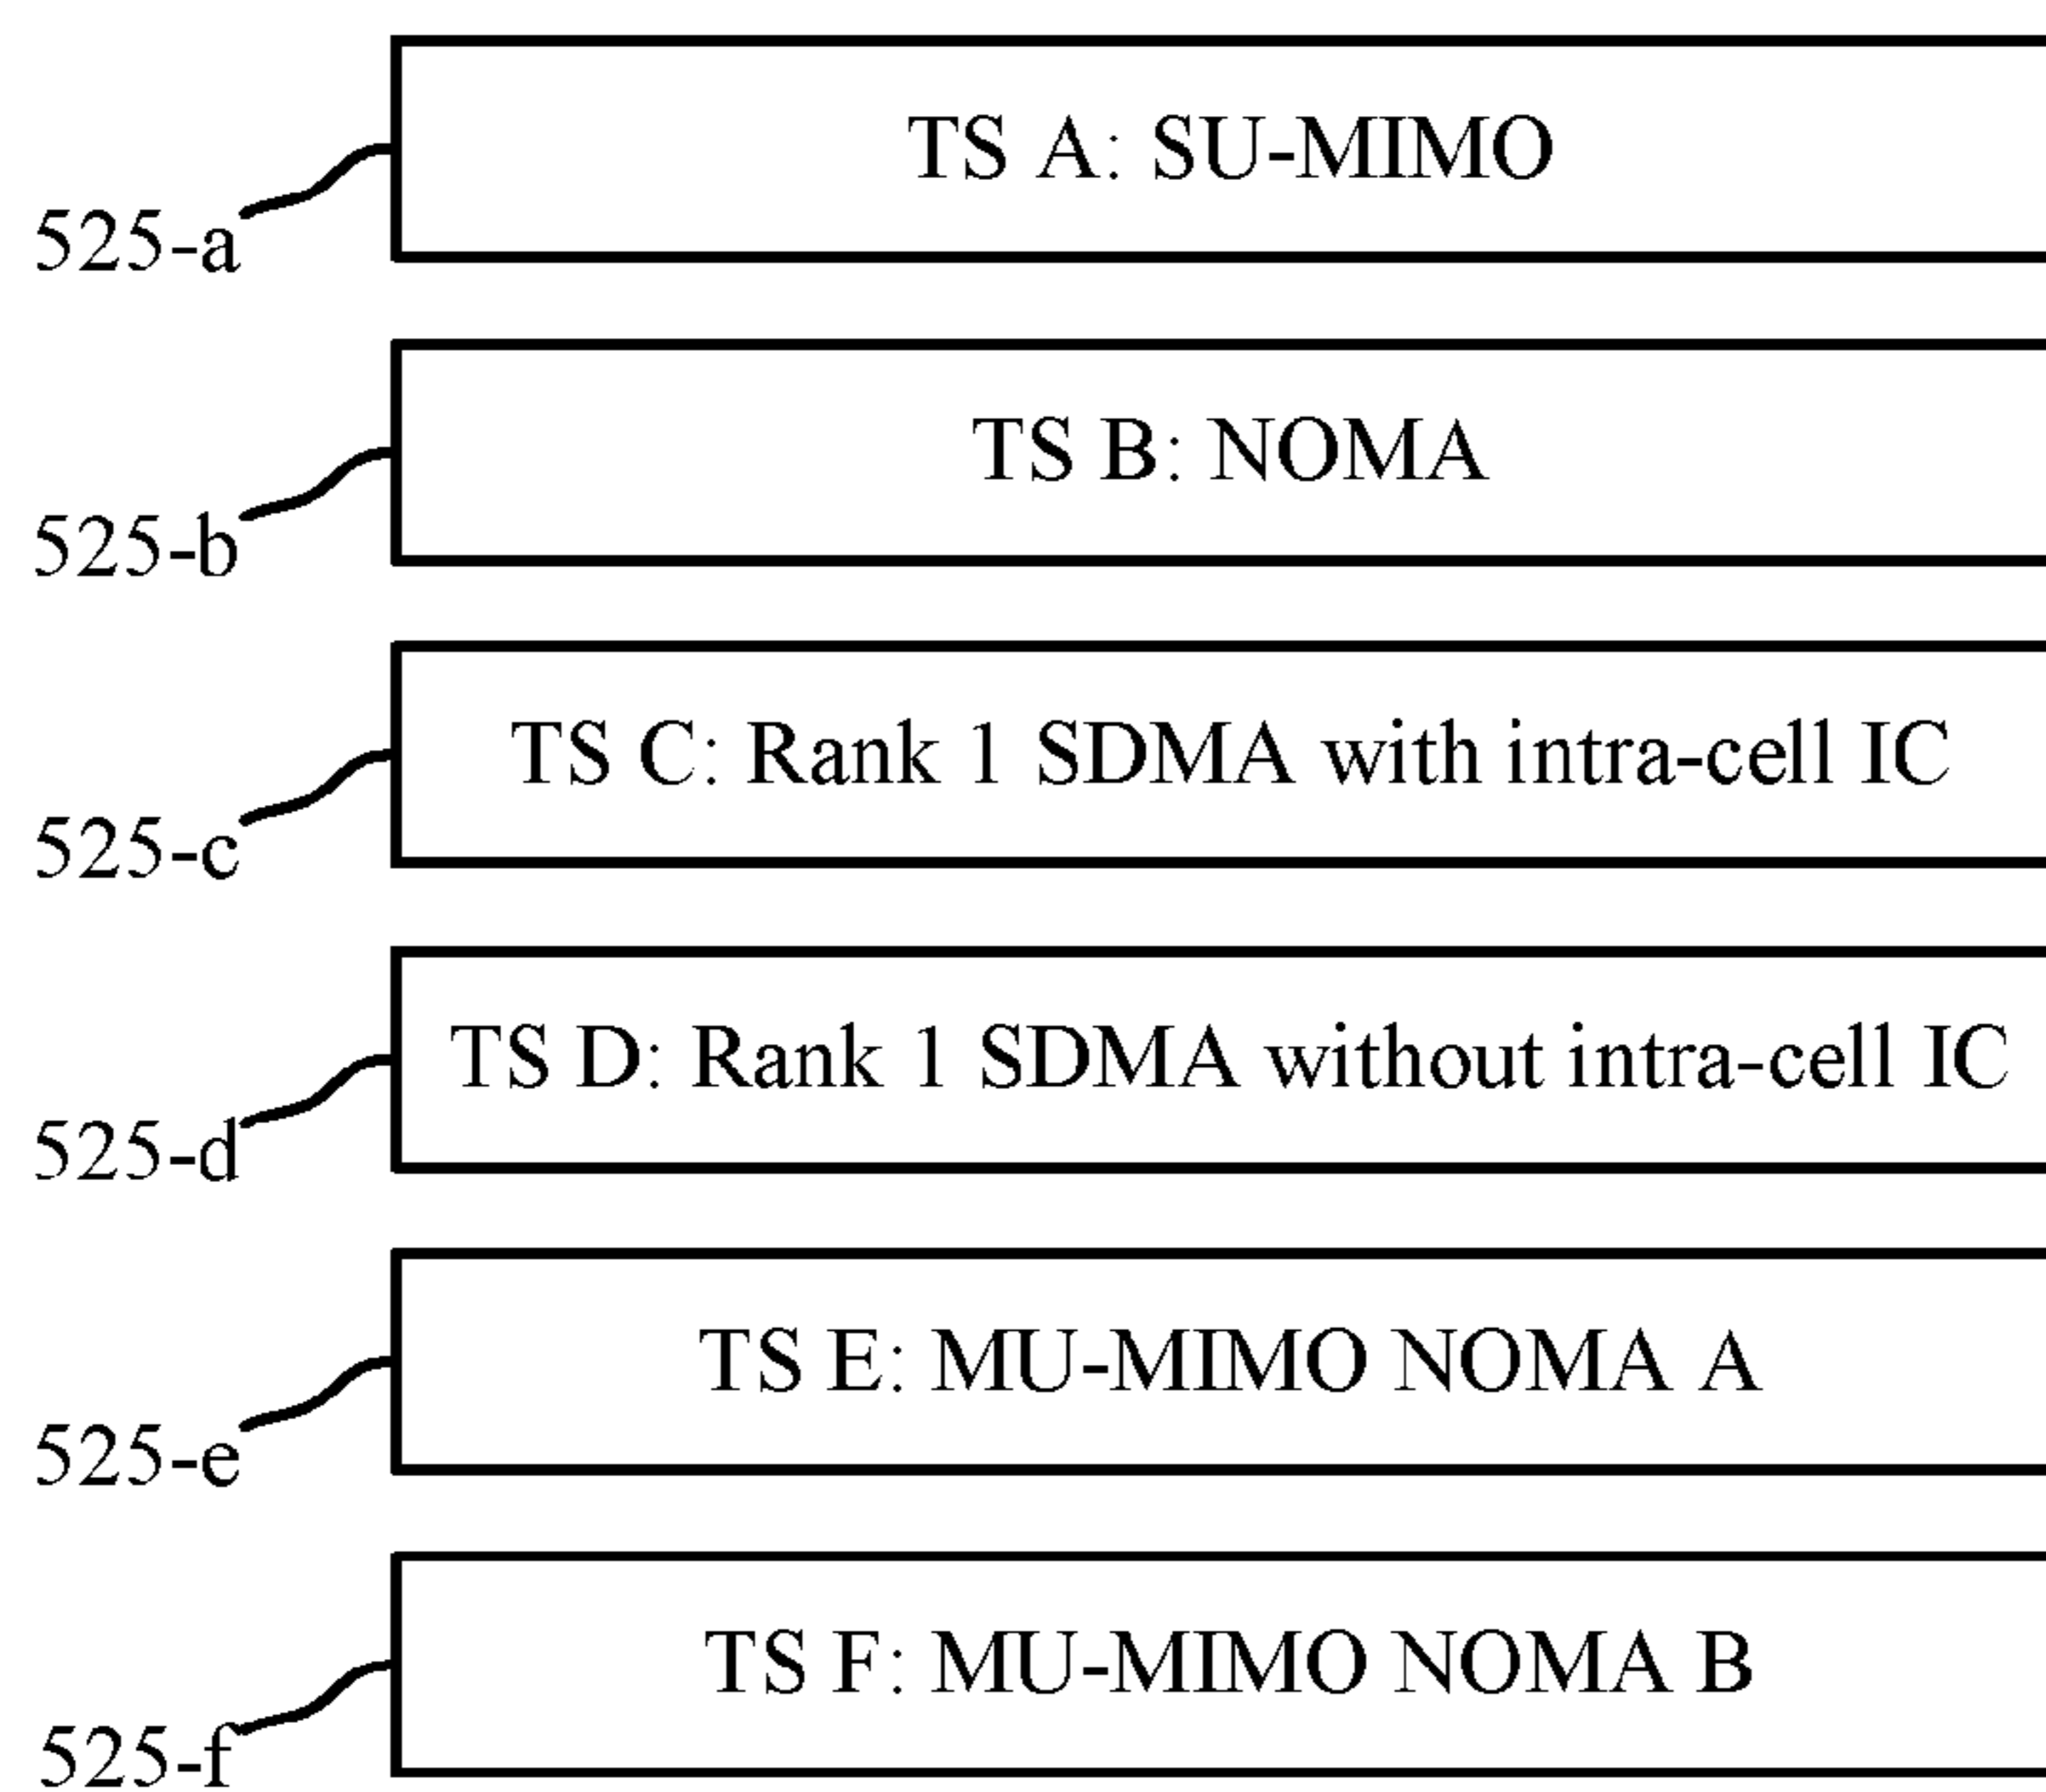 TS A: SU-MIMO
525-a
TS B: NOMA
525-b
TS C: Rank 1 SDMA with intra-cell IC
525-c
TS D: Rank 1 SDMA without intra-cell IC
525-d
TS E: MU-MIMO NOMA A
525-e
TS F: MU-MIMO NOMA B
525-f